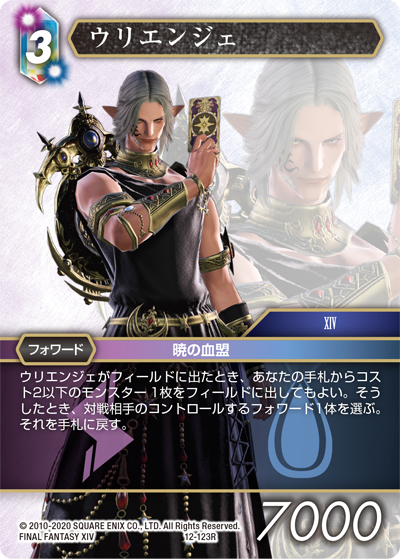 3
ウリエンジェ
XIV
フォワード
暁の血盟
ウリエンジェがフィールドに出たとき、あなたの手札からコス
ト2以下のモンスター1枚をフィールドに出してもよい。そう
したとき、対戦相手のコントロールするフォワード1体を選ぶ。
それを手札に戻す。
© 2010-2020 SQUARE ENIX CO., LTD. All Rights Reserved.
FINAL FANTASY XIV
12-123R
7000